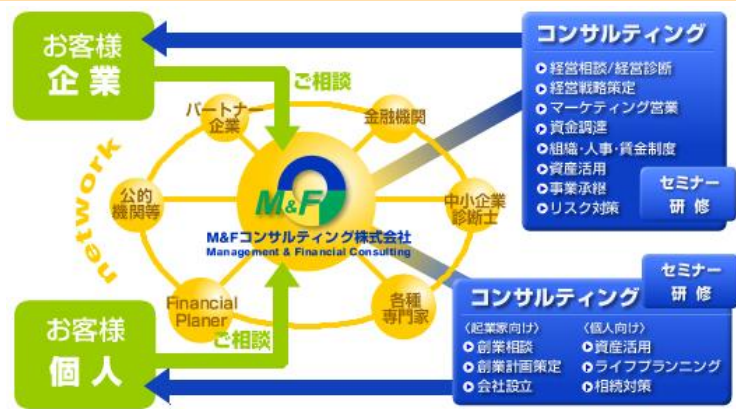 お客様
企業
ご相談
パートナー
企業
金融機関
network
公的
機関等
M&F
中小企業
診断士
M&Fコンサルティング株式会社
Management & Financial Consulting
Financial
Planer
各種
専門家
お客様
個人
ご相談
コンサルティング
経営相談/経営診断
経営戦略策定
マーケティング営業
資金調達
組織・人事・賃金制度
資産活用
事業承継
リスク対策
セミナー
研修
セミナー
研修
コンサルティング
〈起業家向け〉
創業相談
創業計画策定
会社設立
〈個人向け〉
資産活用
ライフプランニング
相続対策